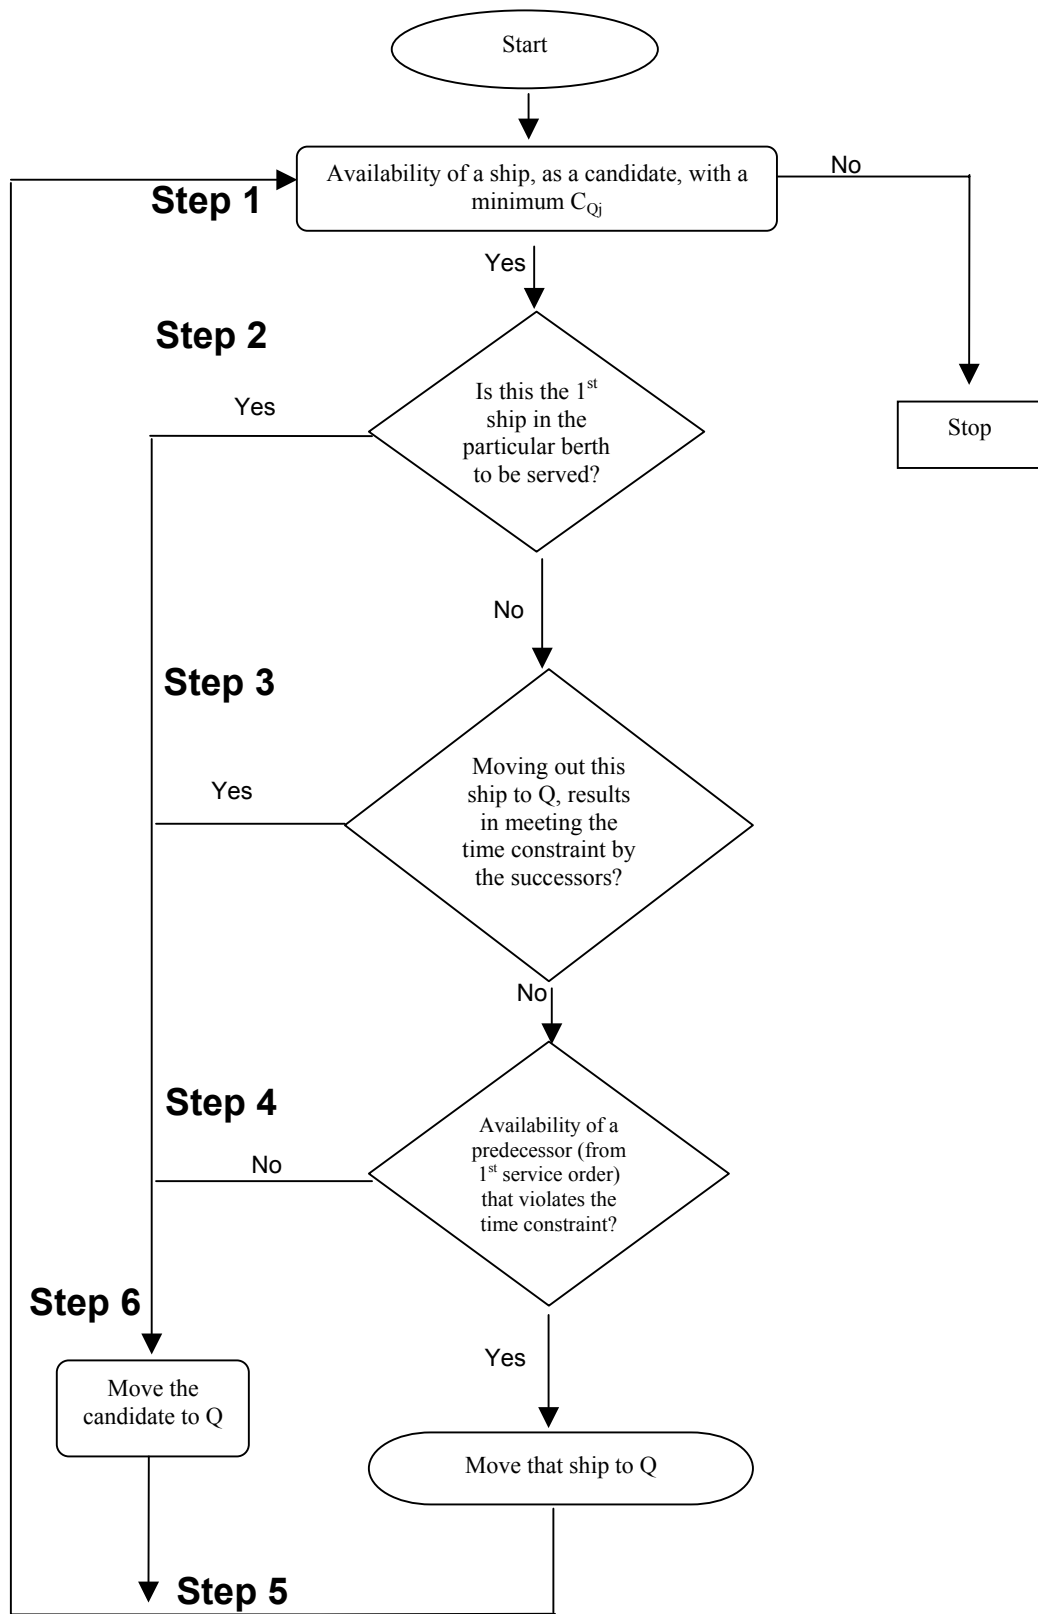 Start
Availability of a ship, as a candidate, with a
minimum C_Qj
No
Step 1
Yes
Step 2
Is this the 1st
ship in the
particular berth
to be served?
Yes
Stop
No
Step 3
Moving out this
ship to Q, results
in meeting the
time constraint by
the successors?
Yes
No
Step 4
Availability of a
predecessor (from
1st service order)
that violates the
time constraint?
No
Step 6
Yes
Move the
candidate to Q
Move that ship to Q
Step 5